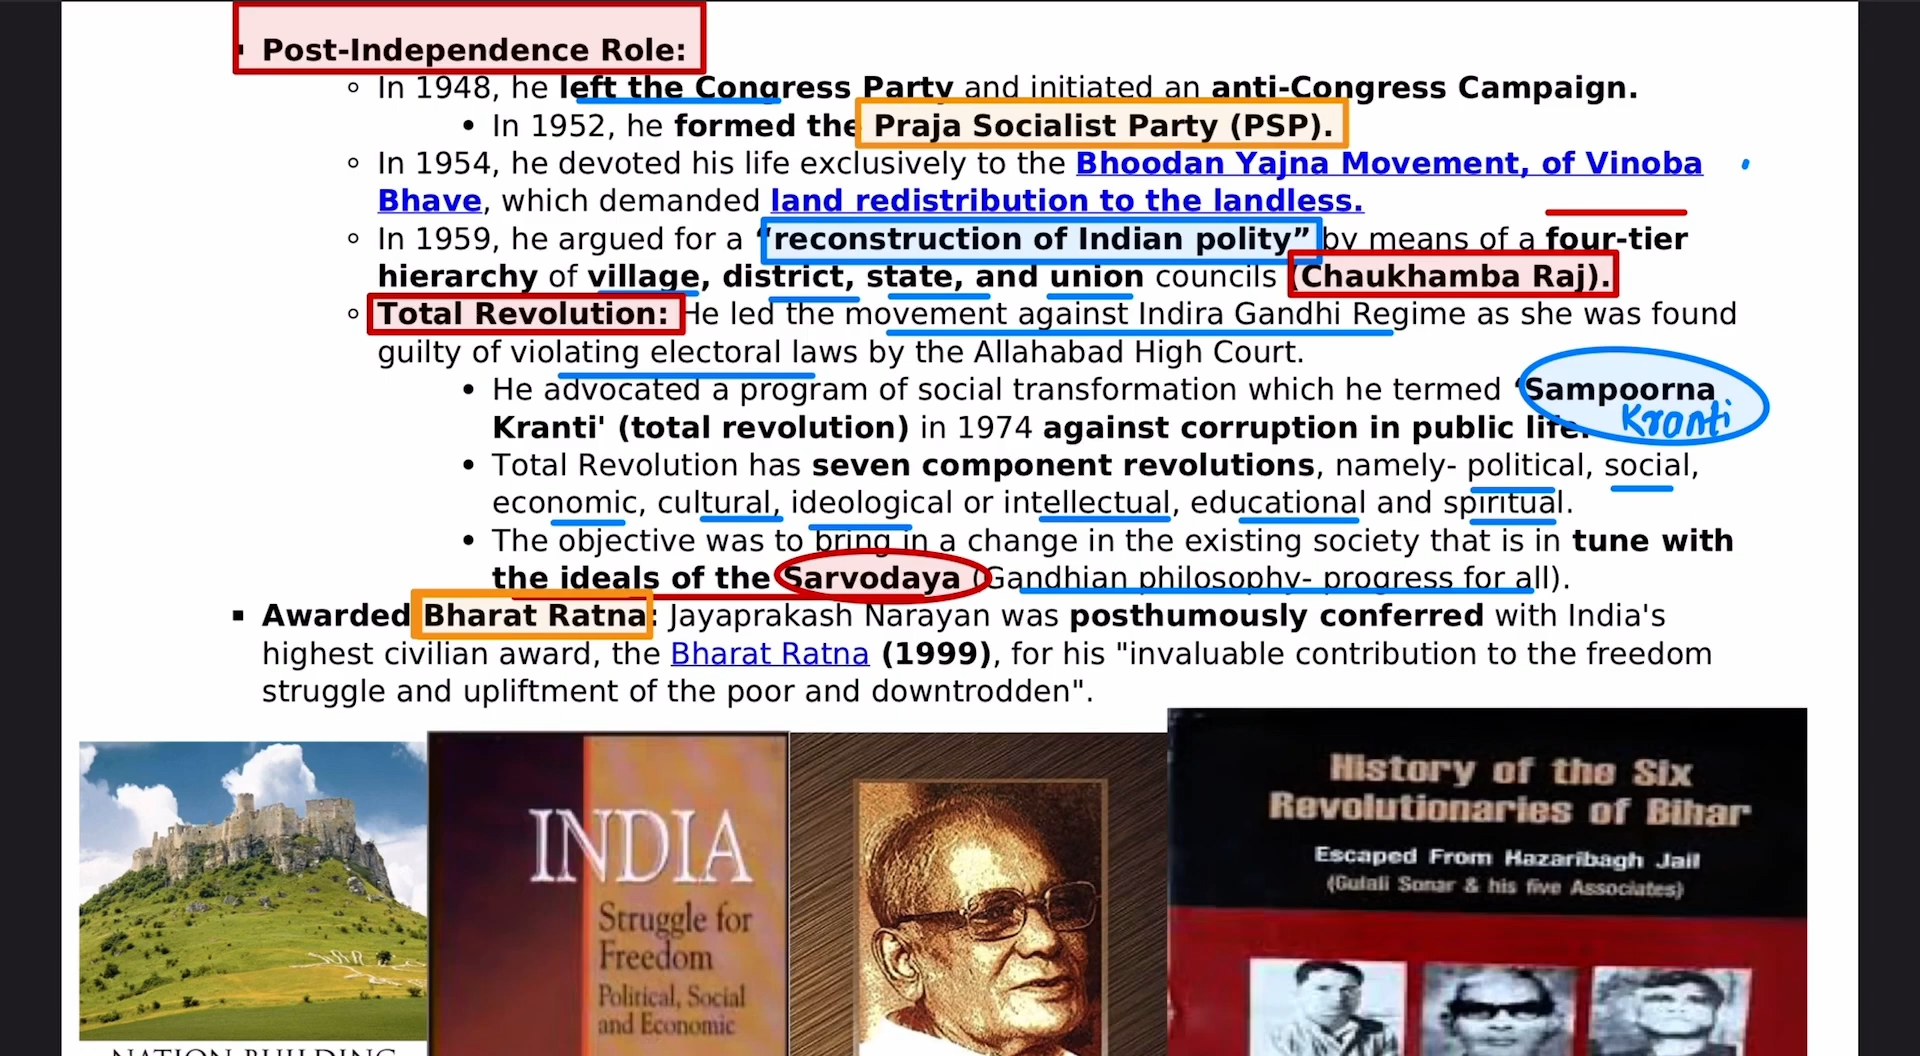 ▪ Post-Independence Role:
◦ In 1948, he left the Congress Party and initiated an anti-Congress Campaign.
• In 1952, he formed the Praja Socialist Party (PSP).
◦ In 1954, he devoted his life exclusively to the Bhoodan Yajna Movement, of Vinoba
Bhave, which demanded land redistribution to the landless.
◦ In 1959, he argued for a “reconstruction of Indian polity” by means of a four-tier
hierarchy of village, district, state, and union councils (Chaukhamba Raj).
◦ Total Revolution: He led the movement against Indira Gandhi Regime as she was found
guilty of violating electoral laws by the Allahabad High Court.
• He advocated a program of social transformation which he termed ‘Sampoorna
Kranti' (total revolution) in 1974 against corruption in public life.
Kranti
• Total Revolution has seven component revolutions, namely- political, social,
economic, cultural, ideological or intellectual, educational and spiritual.
• The objective was to bring in a change in the existing society that is in tune with
the ideals of the Sarvodaya (Gandhian philosophy- progress for all).
▪ Awarded Bharat Ratna: Jayaprakash Narayan was posthumously conferred with India's
highest civilian award, the Bharat Ratna (1999), for his "invaluable contribution to the freedom
struggle and upliftment of the poor and downtrodden".
NATION BUILDING
INDIA
Struggle for
Freedom
Political, Social
and Economic
History of the Six
Revolutionaries of Bihar
Escaped From Hazaribagh Jail
(Gulali Sonar & his five Associates)